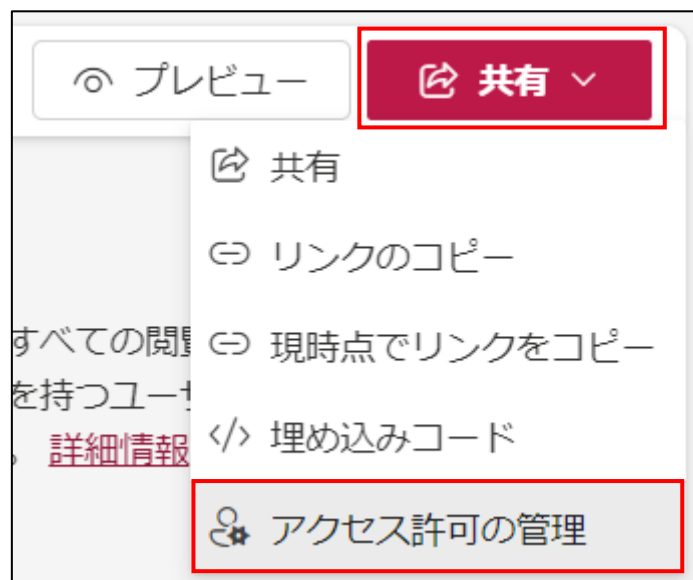 プレビュー
共有
共有
リンクのコピー
すべての閲
現時点でリンクをコピー
を持つユー
埋め込みコード
詳細情報
アクセス許可の管理